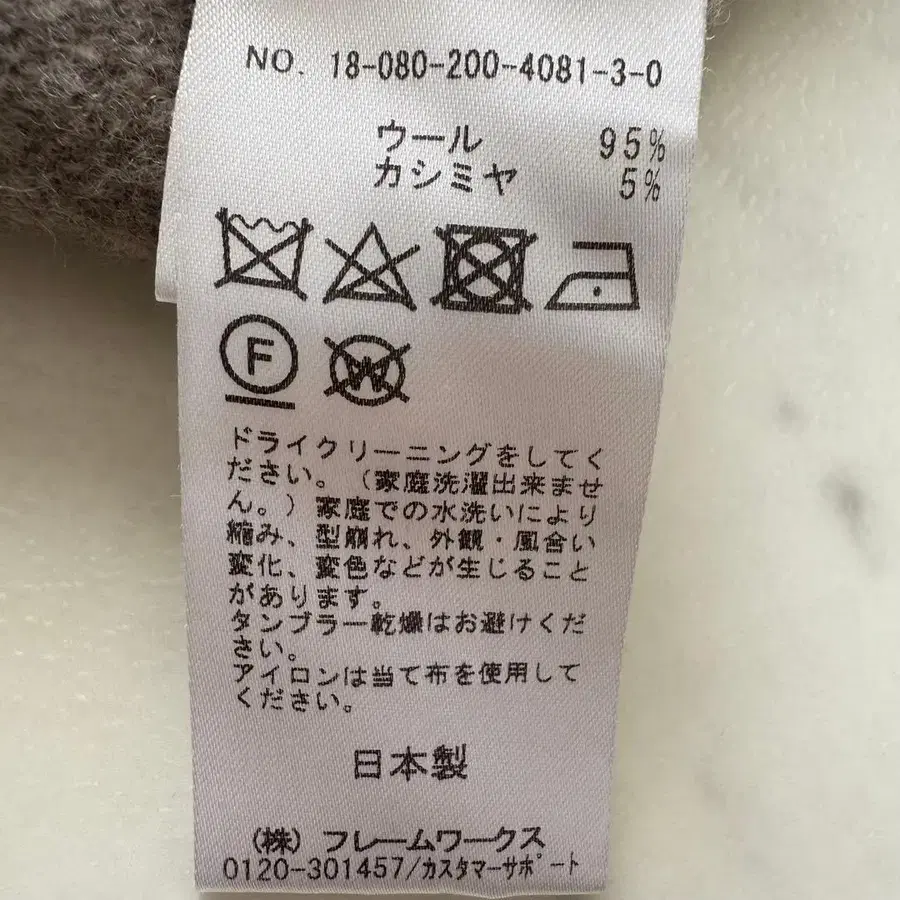 NO. 18-080-200-4081-3-0
ウール 95%
カシミヤ 5%
F
W
ドライクリーニングをしてく
ださい。(家庭洗濯出来ませ
ん。)家庭での水洗いにより
縮み、型崩れ、外観・風合い
変化、変色などが生じること
があります。
タンブラー乾燥はお避けくだ
さい。
アイロンは当て布を使用して
ください。
日本製
(株)フレームワークス
0120-301457/カスタマーサポート